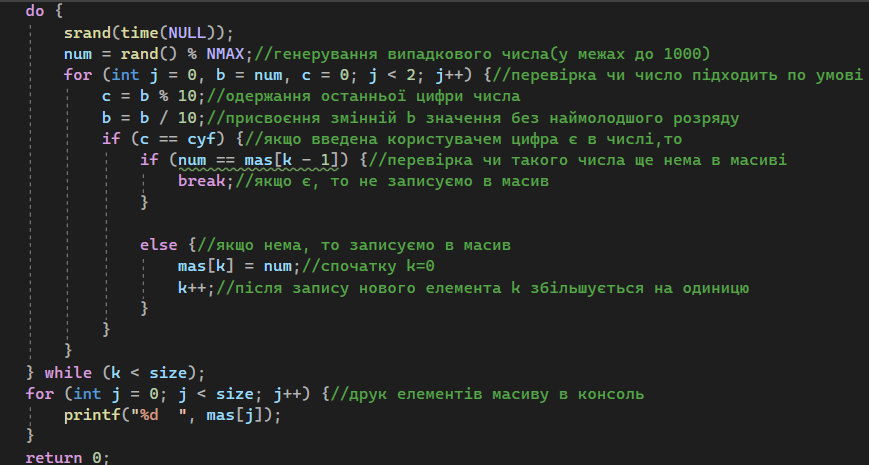 do {
srand(time(NULL));
num = rand() % NMAX;//генерування випадкового числа(у межах до 1000)
for (int j = 0, b = num, c = 0; j < 2; j++) {//перевірка чи число підходить по умові
c = b % 10;//одержання останньої цифри числа
b = b / 10;//присвоєння змінній b значення без наймолодшого розряду
if (c == cyf) {//якщо введена користувачем цифра є в числі,то
if (num == mas[k - 1]) {//перевірка чи такого числа ще нема в масиві
break;//якщо є, то не записуємо в масив
}
else {//якщо нема, то записуємо в масив
mas[k] = num;//спочатку k=0
k++;//після запису нового елемента k збільшується на одиницю
}
}
}
} while (k < size);
for (int j = 0; j < size; j++) {//друк елементів масиву в консоль
printf("%d  ", mas[j]);
}
return 0;